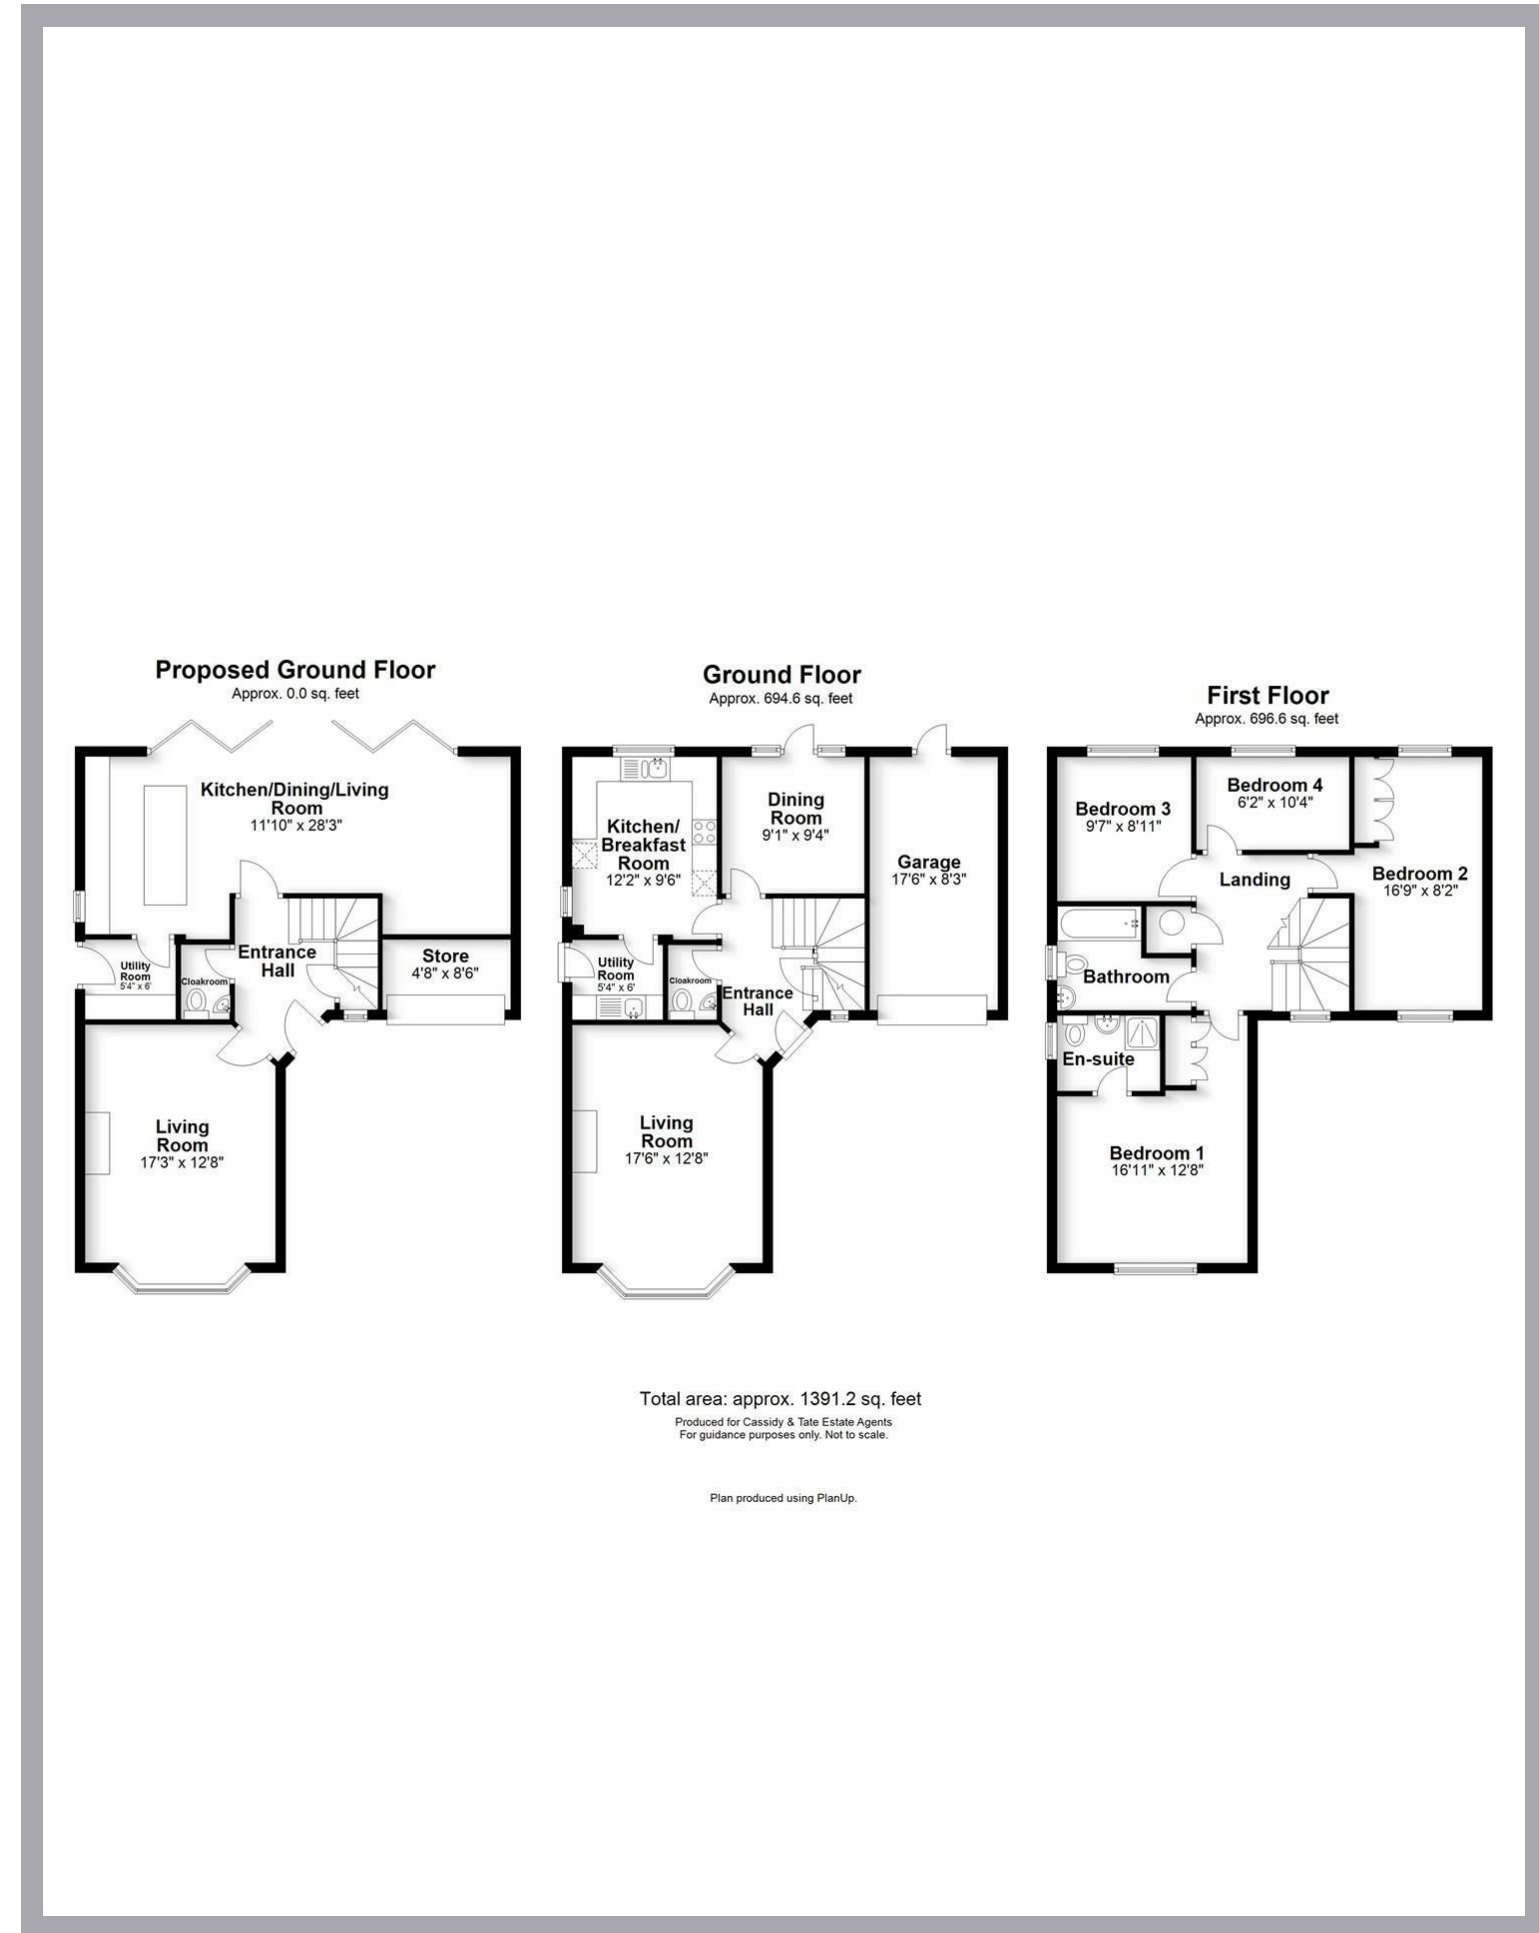 Proposed Ground Floor
Approx. 0.0 sq. feet
Kitchen/Dining/Living
Room
11'10" x 28'3"
Entrance
Hall
Store
4'8" x 8'6"
Utility
Room
5'4" x 6'
Cloakroom
Living
Room
17'3" x 12'8"
Ground Floor
Approx. 694.6 sq. feet
Kitchen/
Breakfast
Room
12'2" x 9'6"
Dining
Room
9'1" x 9'4"
Garage
17'6" x 8'3"
Utility
Room
5'4" x 6'
Cloakroom
Entrance
Hall
Living
Room
17'6" x 12'8"
First Floor
Approx. 696.6 sq. feet
Bedroom 3
9'7" x 8'11"
Bedroom 4
6'2" x 10'4"
Landing
Bedroom 2
16'9" x 8'2"
Bathroom
En-suite
Bedroom 1
16'11" x 12'8"
Total area: approx. 1391.2 sq. feet
Produced for Cassidy & Tate Estate Agents
For guidance purposes only. Not to scale.
Plan produced using PlanUp.